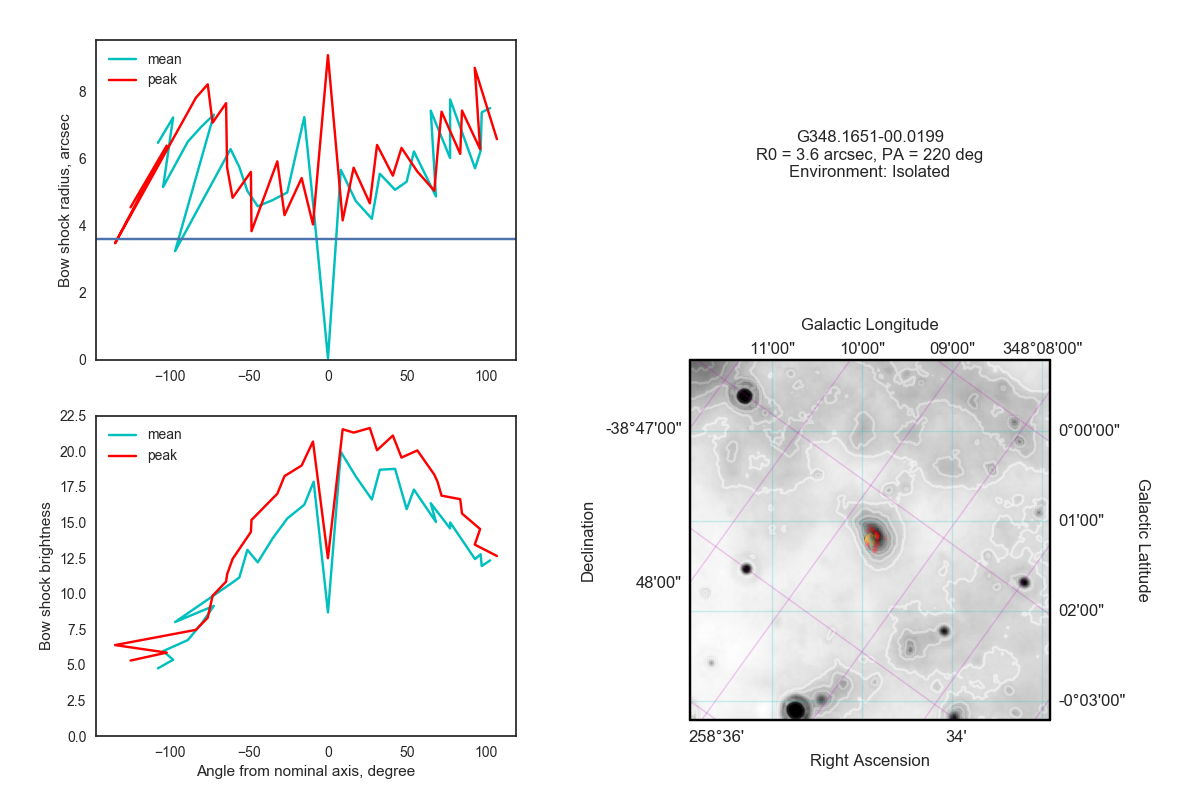 mean
peak
8
6
4
2
0
Bow shock radius, arcsec
−100
−50
0
50
100
mean
peak
22.5
20.0
17.5
15.0
12.5
10.0
7.5
5.0
2.5
0.0
Bow shock brightness
−100
−50
0
50
100
Angle from nominal axis, degree
G348.1651-00.0199
R0 = 3.6 arcsec, PA = 220 deg
Environment: Isolated
Galactic Longitude
11'00"
10'00"
09'00"
348°08'00"
-38°47'00"
48'00"
Declination
0°00'00"
01'00"
02'00"
-0°03'00"
Galactic Latitude
258°36'
34'
Right Ascension